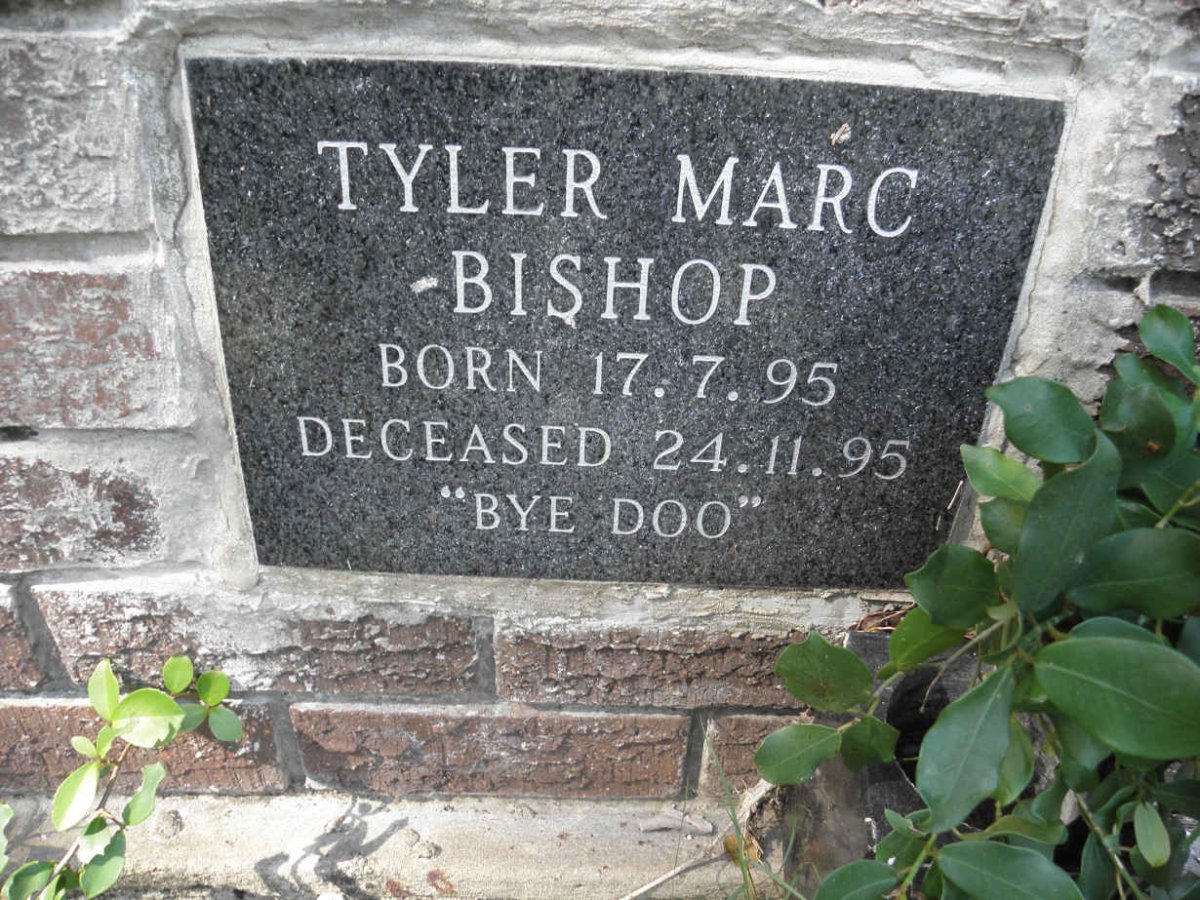 TYLER MARC
BISHOP
BORN 17.7.95
DECEASED 24.11.95
“BYE DOO”